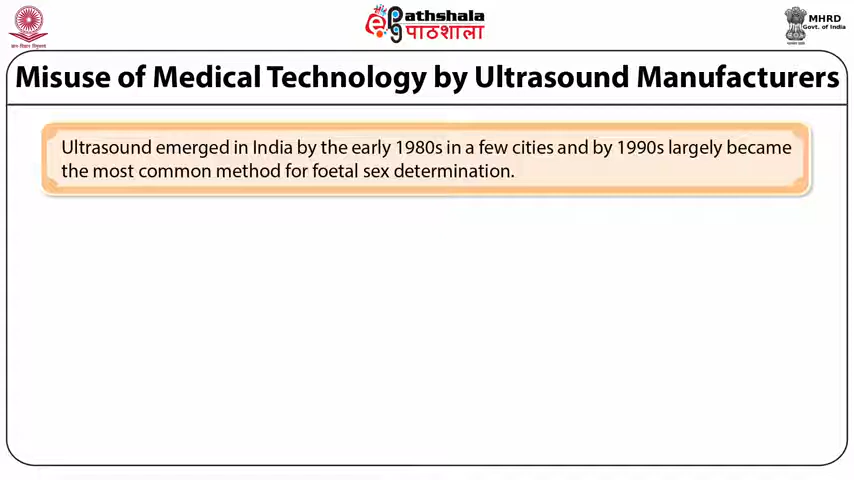 ePathshala
पाठशाला
MHRD
Govt. of India
Misuse of Medical Technology by Ultrasound Manufacturers
Ultrasound emerged in India by the early 1980s in a few cities and by 1990s largely became
the most common method for foetal sex determination.